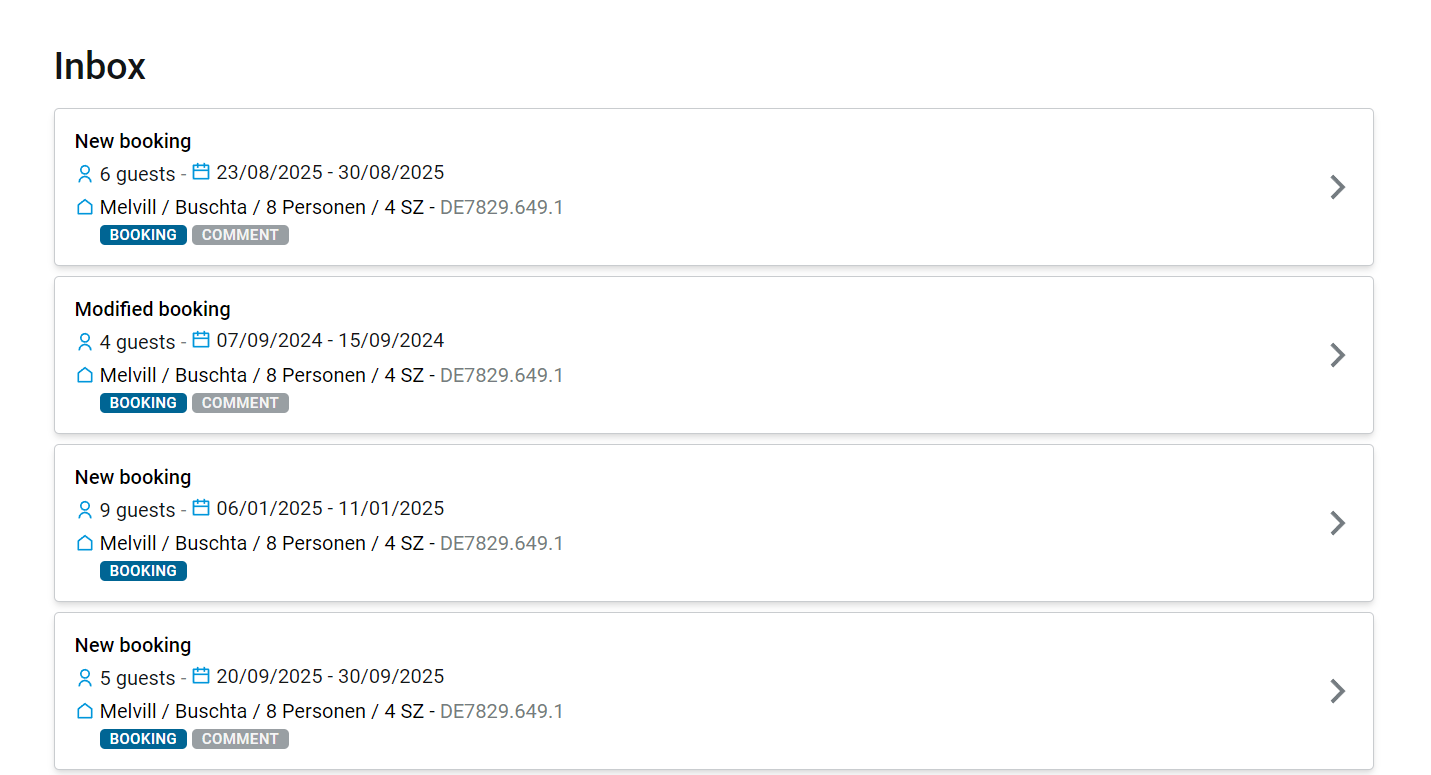 Inbox
New booking
6 guests - 23/08/2025 - 30/08/2025
Melvill / Buschta / 8 Personen / 4 SZ - DE7829.649.1
BOOKING COMMENT
Modified booking
4 guests - 07/09/2024 - 15/09/2024
Melvill / Buschta / 8 Personen / 4 SZ - DE7829.649.1
BOOKING COMMENT
New booking
9 guests - 06/01/2025 - 11/01/2025
Melvill / Buschta / 8 Personen / 4 SZ - DE7829.649.1
BOOKING
New booking
5 guests - 20/09/2025 - 30/09/2025
Melvill / Buschta / 8 Personen / 4 SZ - DE7829.649.1
BOOKING COMMENT